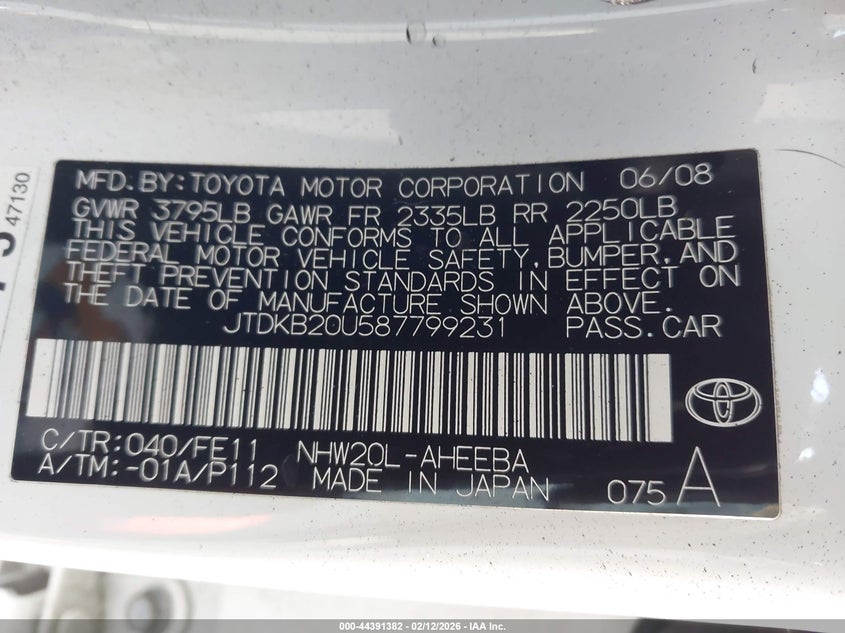 MFD.BY:TOYOTA MOTOR CORPORATION 06/08
GVWR 3795LB GAWR FR 2335LB RR 2250LB
THIS VEHICLE CONFORMS TO ALL APPLICABLE
FEDERAL MOTOR VEHICLE SAFETY,BUMPER,AND
THEFT PREVENTION STANDARDS IN EFFECT ON
THE DATE OF MANUFACTURE SHOWN ABOVE.
JTDKB20U587799231 PASS.CAR
C/TR:040/FE11 NHW20L-AHEEBA
A/TM:-01A/P112 MADE IN JAPAN 075 A
47130
000-44391382 - 02/12/2026 - IAA Inc.